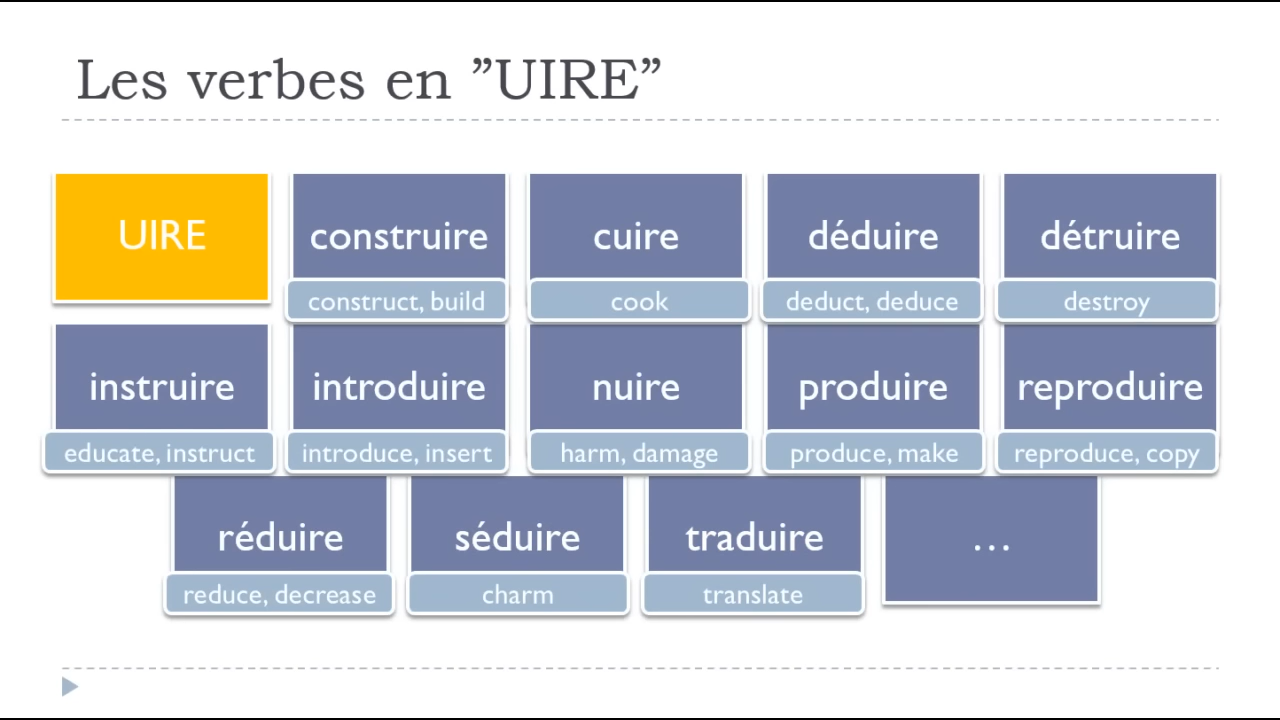 Les verbes en ”UIRE”
UIRE
construire
construct, build
cuire
cook
déduire
deduct, deduce
détruire
destroy
instruire
educate, instruct
introduire
introduce, insert
nuire
harm, damage
produire
produce, make
reproduire
reproduce, copy
réduire
reduce, decrease
séduire
charm
traduire
translate
…